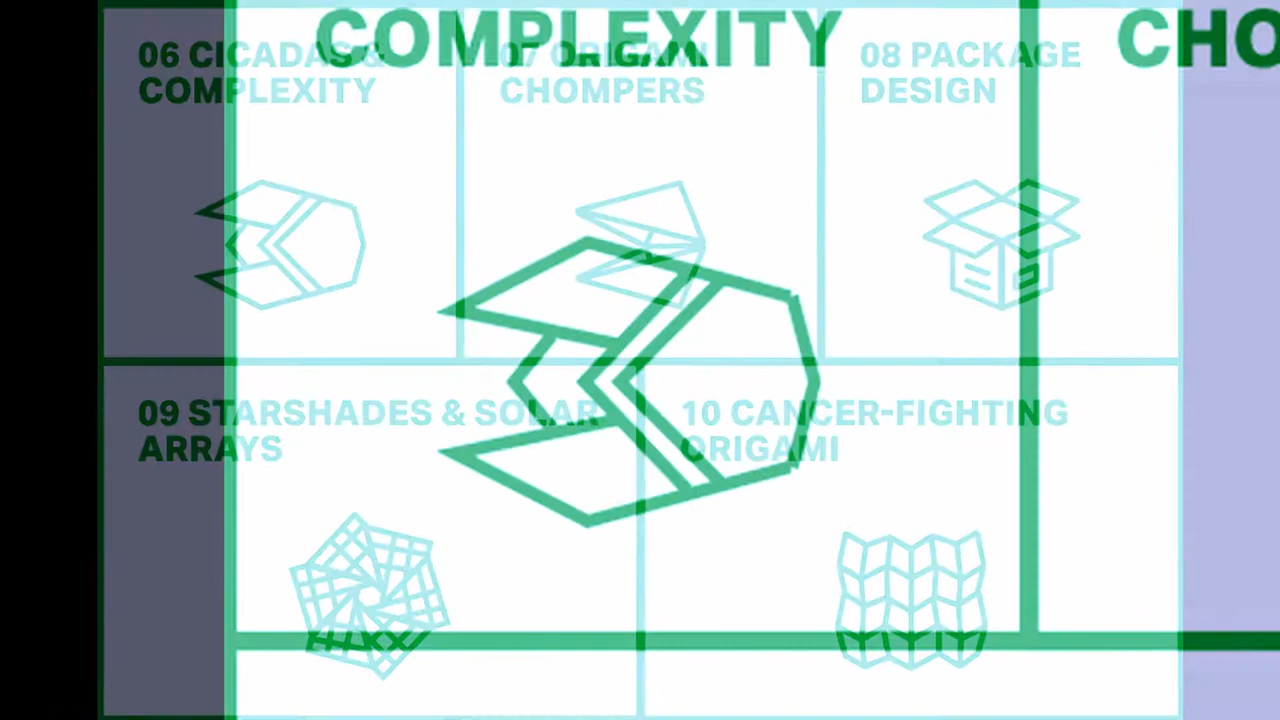 COMPLEXITY
CHO
06 CICADAS &
COMPLEXITY
07 ORIGAMI
CHOMPERS
08 PACKAGE
DESIGN
09 STARSHADES & SOLAR
ARRAYS
10 CANCER-FIGHTING
ORIGAMI